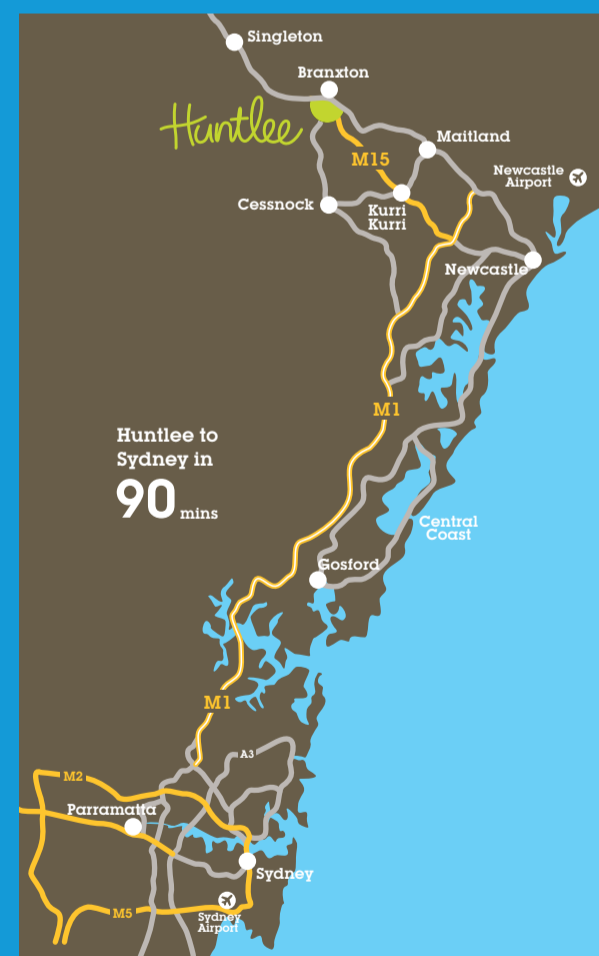 Singleton
Branxton
Huntlee
Maitland
M15
Newcastle
Airport
Cessnock
Kurri
Kurri
Newcastle
M1
Huntlee to
Sydney in
90 mins
Central
Coast
Gosford
M1
A3
M2
Parramatta
Sydney
M5
Sydney
Airport